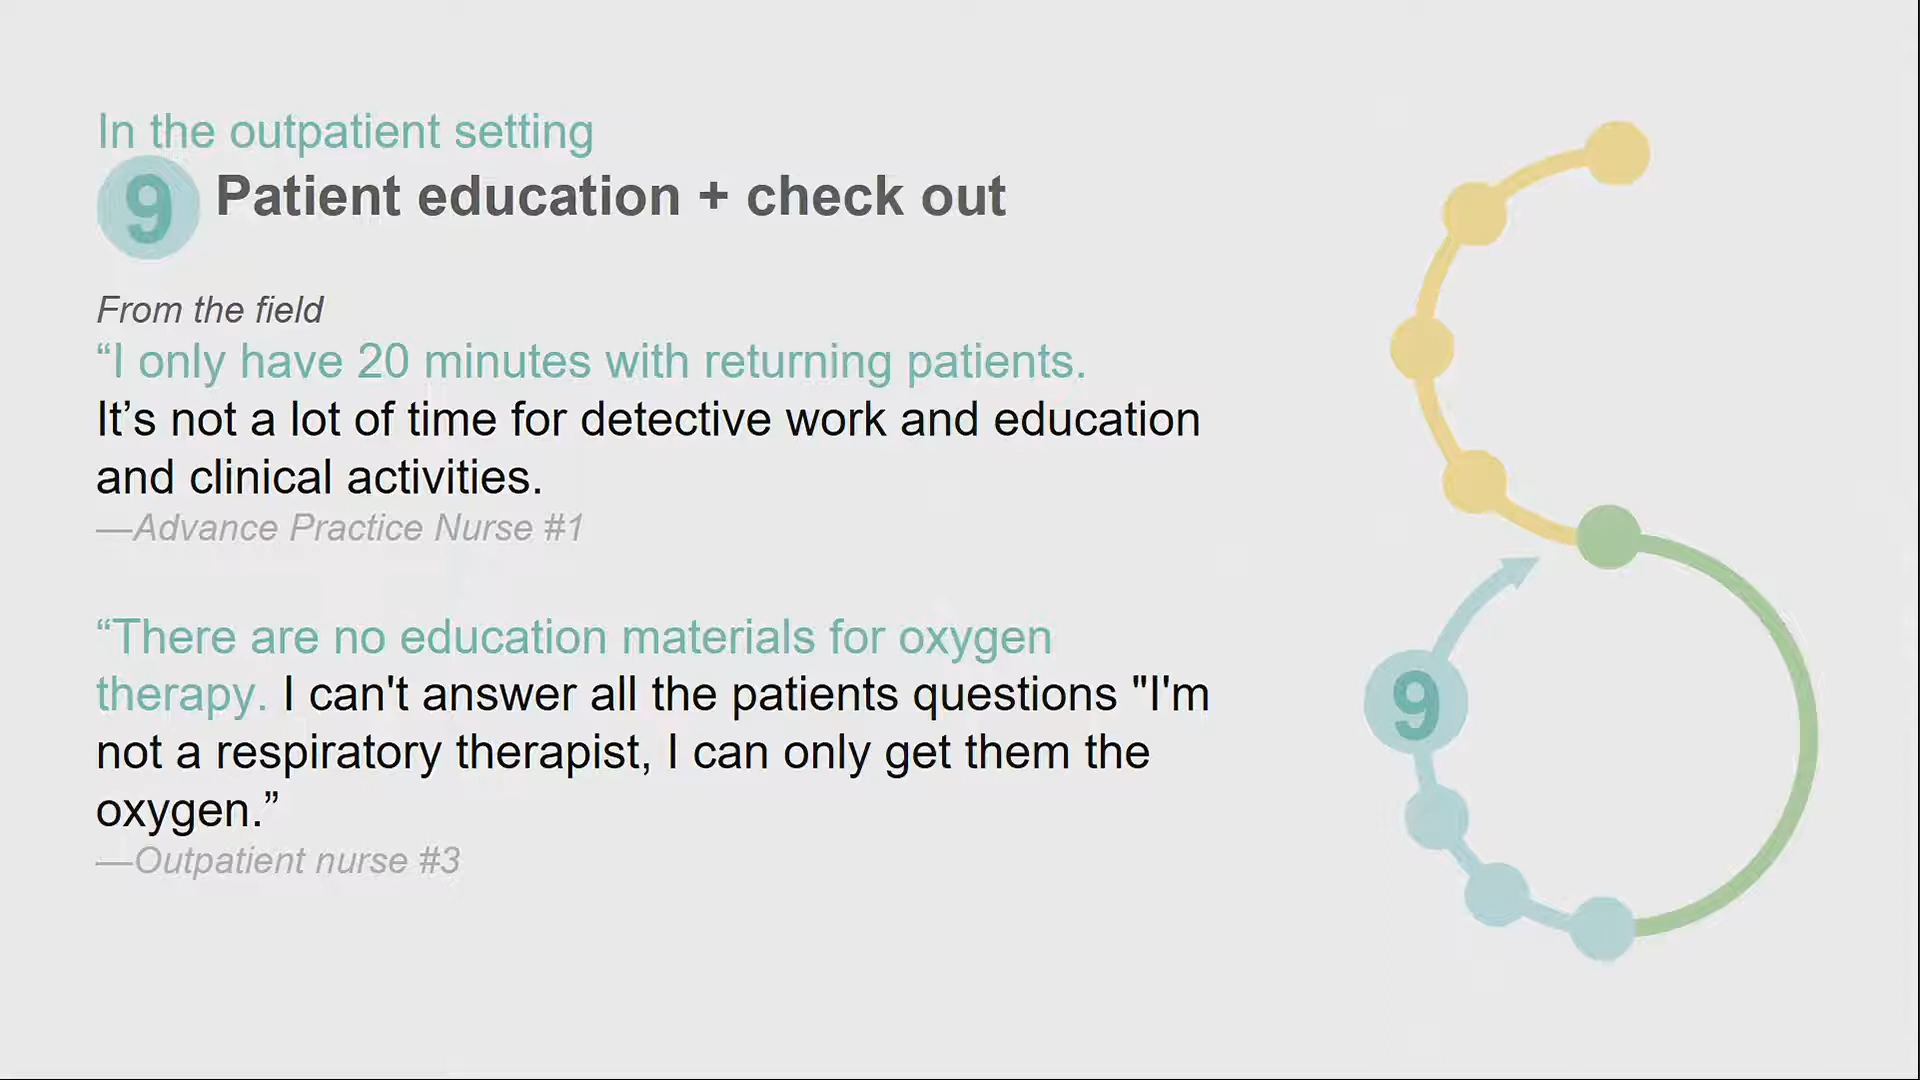 In the outpatient setting
9 Patient education + check out
From the field
“I only have 20 minutes with returning patients.
It’s not a lot of time for detective work and education
and clinical activities.
—Advance Practice Nurse #1
“There are no education materials for oxygen
therapy. I can't answer all the patients questions "I'm
not a respiratory therapist, I can only get them the
oxygen.”
—Outpatient nurse #3
9